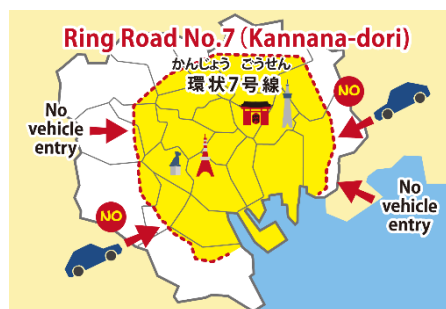 Ring Road No.7 (Kannana-dori)
かんじょう ごうせん
環状7号線
NO
No
vehicle
entry
No
vehicle
entry
NO